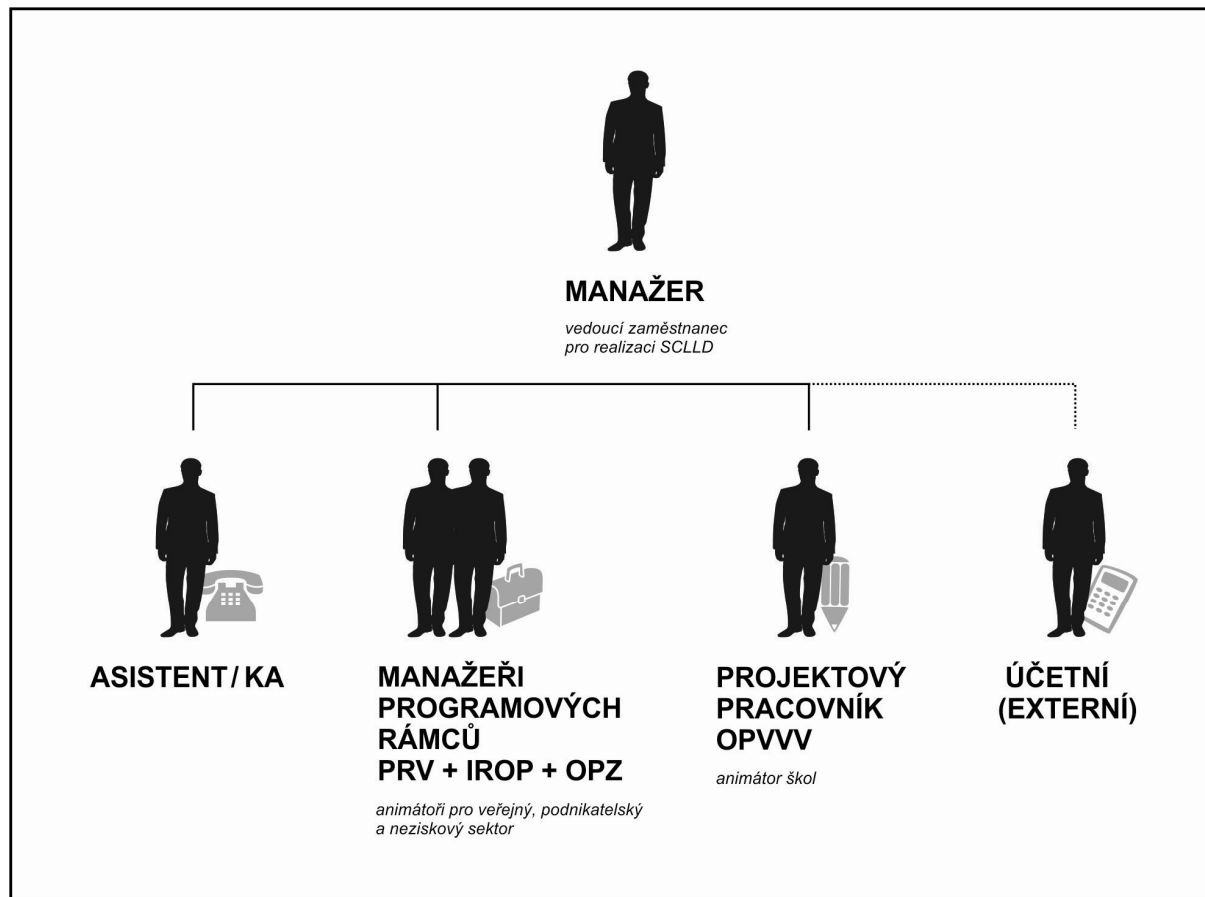 MANAŽER
vedoucí zaměstnanec
pro realizaci SCLLD
ASISTENT / KA
MANAŽEŘI
PROGRAMOVÝCH
RÁMCŮ
PRV + IROP + OPZ
animátoři pro veřejný, podnikatelský
a neziskový sektor
PROJEKTOVÝ
PRACOVNÍK
OPVVV
animátor škol
ÚČETNÍ
(EXTERNÍ)